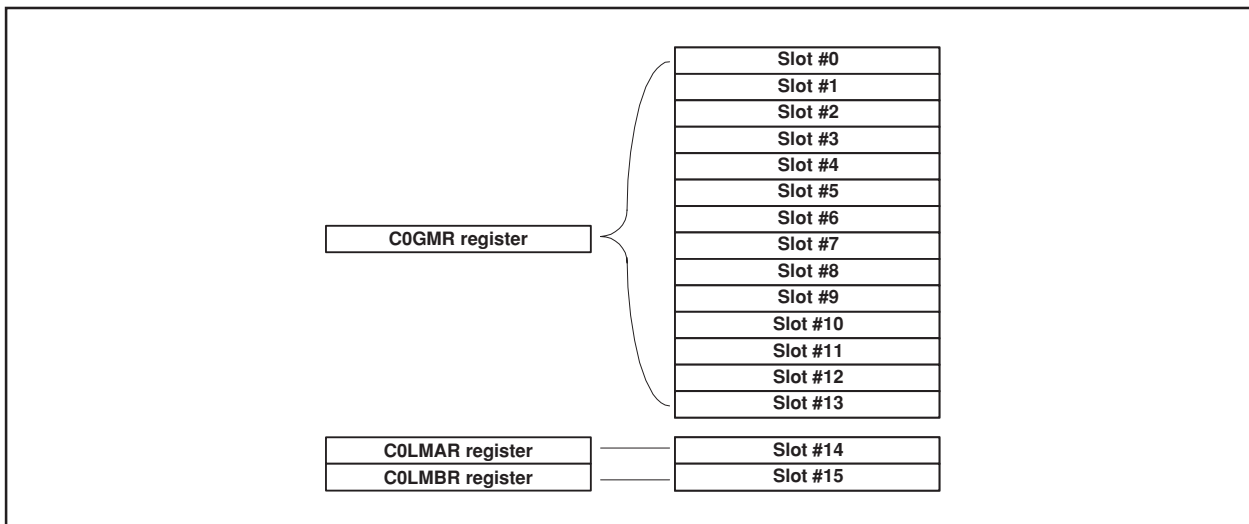 Slot #0
Slot #1
Slot #2
Slot #3
Slot #4
Slot #5
Slot #6
C0GMR register
Slot #7
Slot #8
Slot #9
Slot #10
Slot #11
Slot #12
Slot #13
C0LMAR register
Slot #14
C0LMBR register
Slot #15